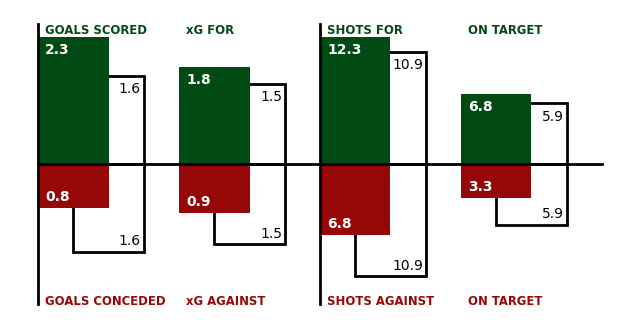 GOALS SCORED xG FOR SHOTS FOR ON TARGET
2.3 1.6 1.8 1.5 12.3 10.9 6.8 5.9
0.8 1.6 0.9 1.5 6.8 10.9 3.3 5.9
GOALS CONCEDED xG AGAINST SHOTS AGAINST ON TARGET